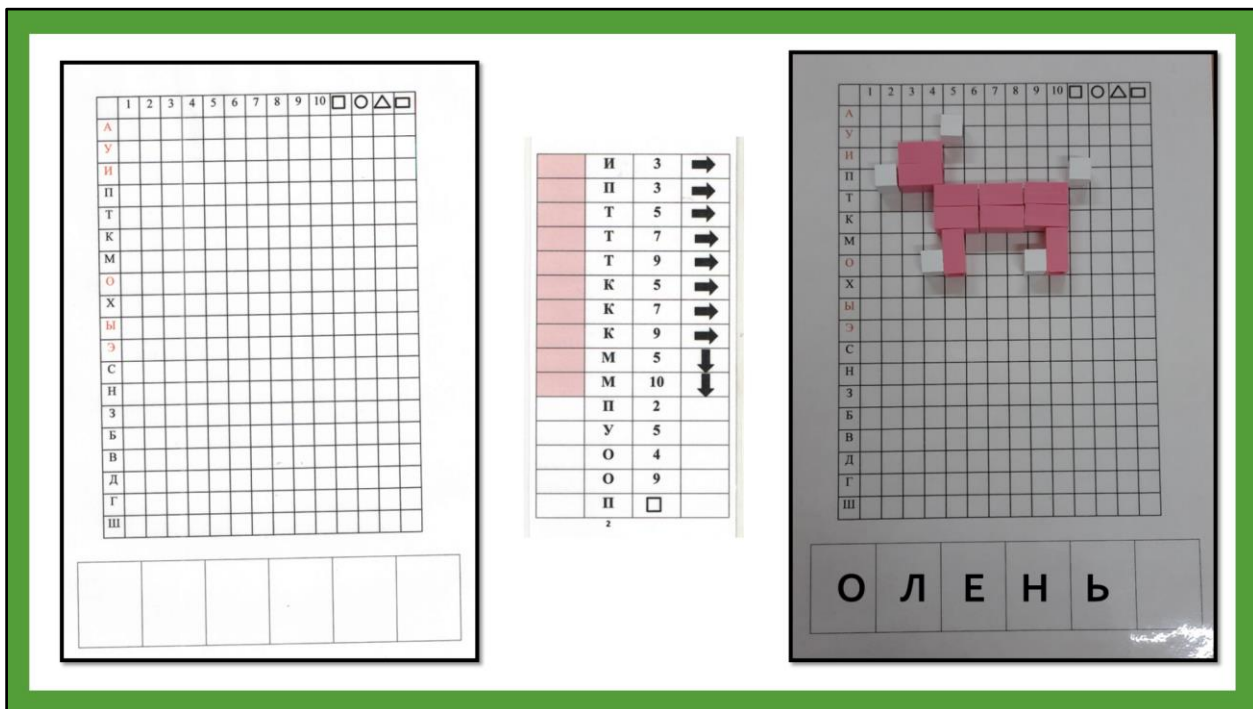 1 2 3 4 5 6 7 8 9 10
А
У
И
П
Т
К
М
О
Х
Ы
Э
С
Н
З
Б
В
Д
Г
Ш
И 3
П 3
Т 5
Т 7
Т 9
К 5
К 7
К 9
М 5
М 10
П 2
У 5
О 4
О 9
П
2
1 2 3 4 5 6 7 8 9 10
А
У
И
П
Т
К
М
О
Х
Ы
Э
С
Н
З
Б
В
Д
Г
Ш
ОЛЕНЬ